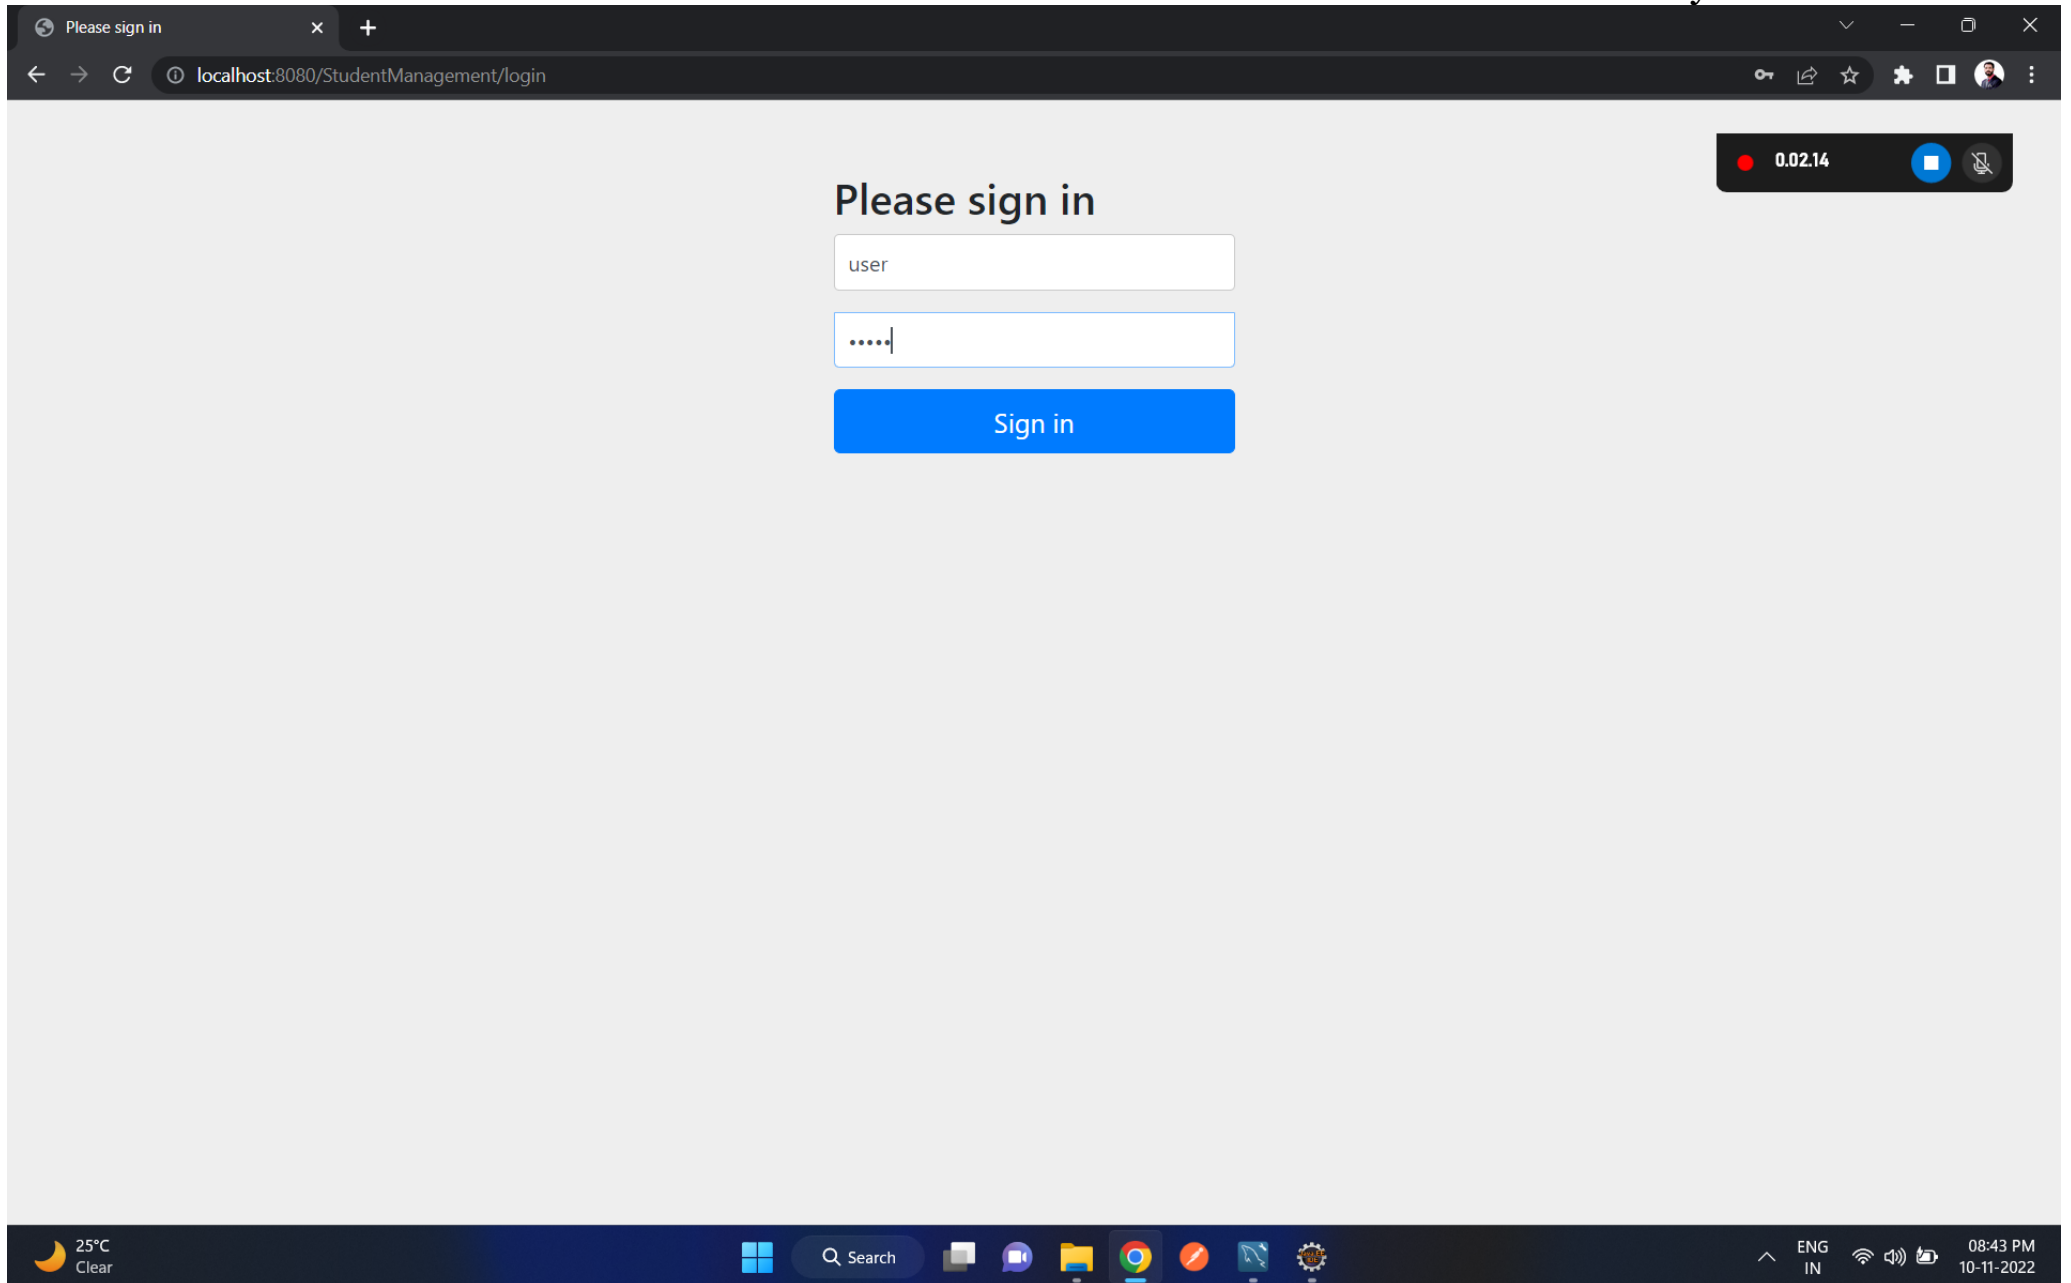 Please sign in
localhost:8080/StudentManagement/login
0.02.14
Please sign in
user
•••••
Sign in
25°C
Clear
Search
ENG
IN
08:43 PM
10-11-2022